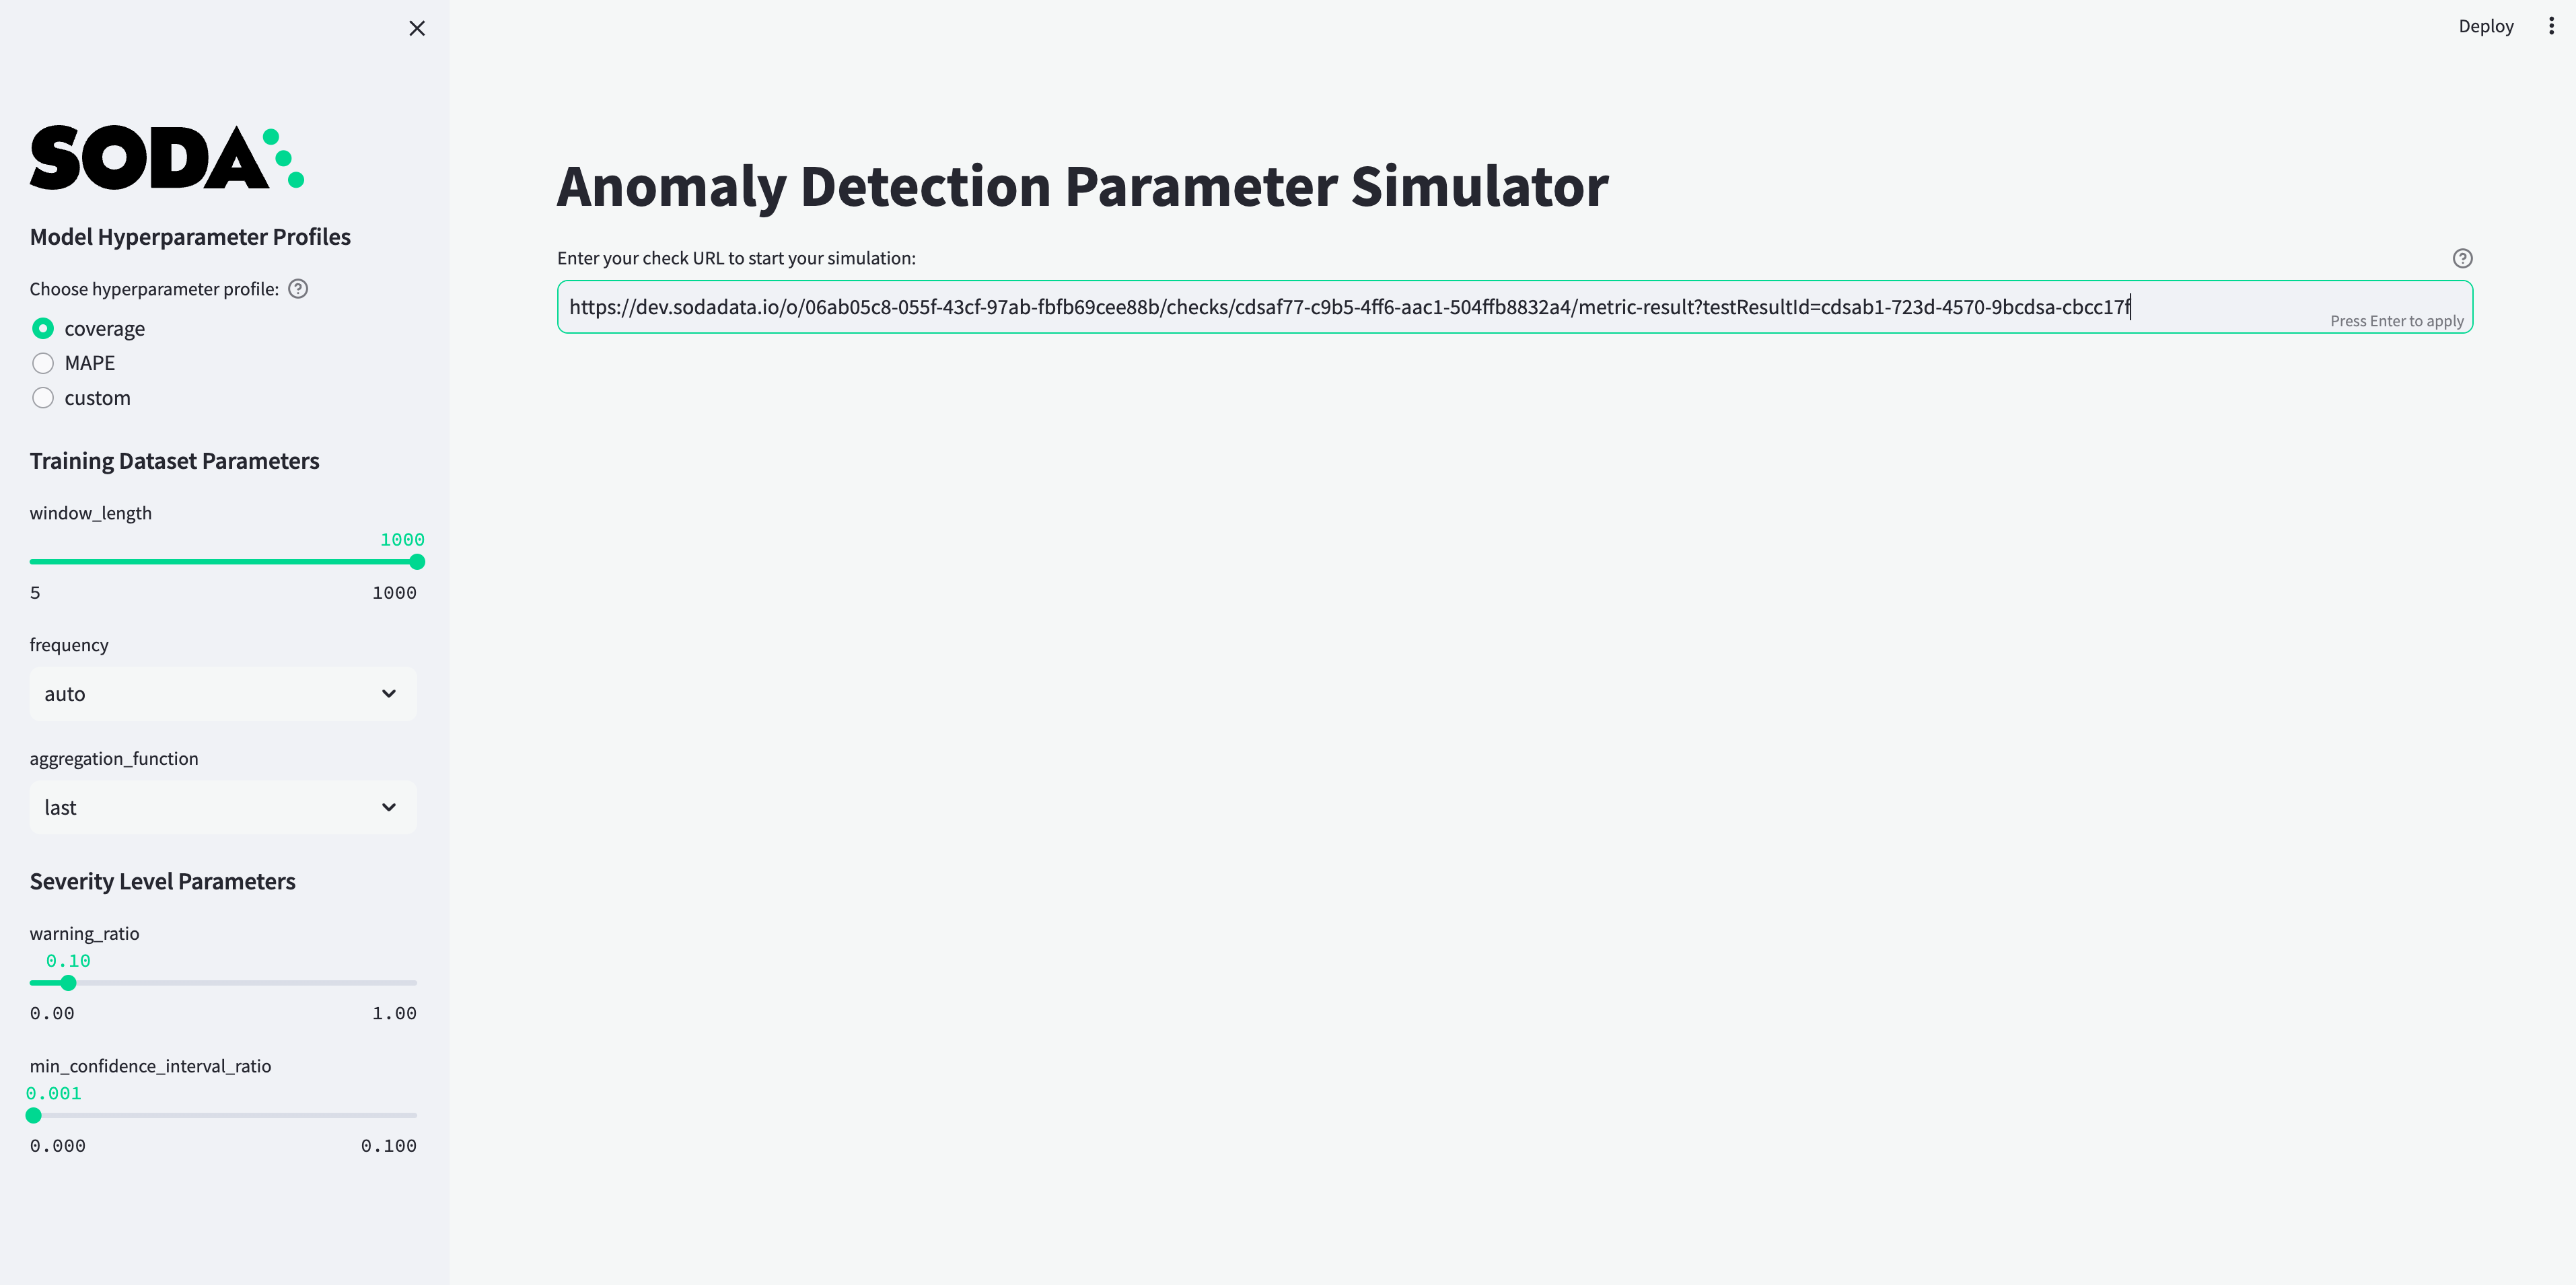 Deploy
SODA
Model Hyperparameter Profiles
Choose hyperparameter profile:
coverage
MAPE
custom
Training Dataset Parameters
window_length
1000
5 1000
frequency
auto
aggregation_function
last
Severity Level Parameters
warning_ratio
0.10
0.00 1.00
min_confidence_interval_ratio
0.001
0.000 0.100
Anomaly Detection Parameter Simulator
Enter your check URL to start your simulation:
https://dev.sodadata.io/o/06ab05c8-055f-43cf-97ab-fbfb69cee88b/checks/cdsaf77-c9b5-4ff6-aac1-504ffb8832a4/metric-result?testResultId=cdsab1-723d-4570-9bcdsa-cbcc17f
Press Enter to apply